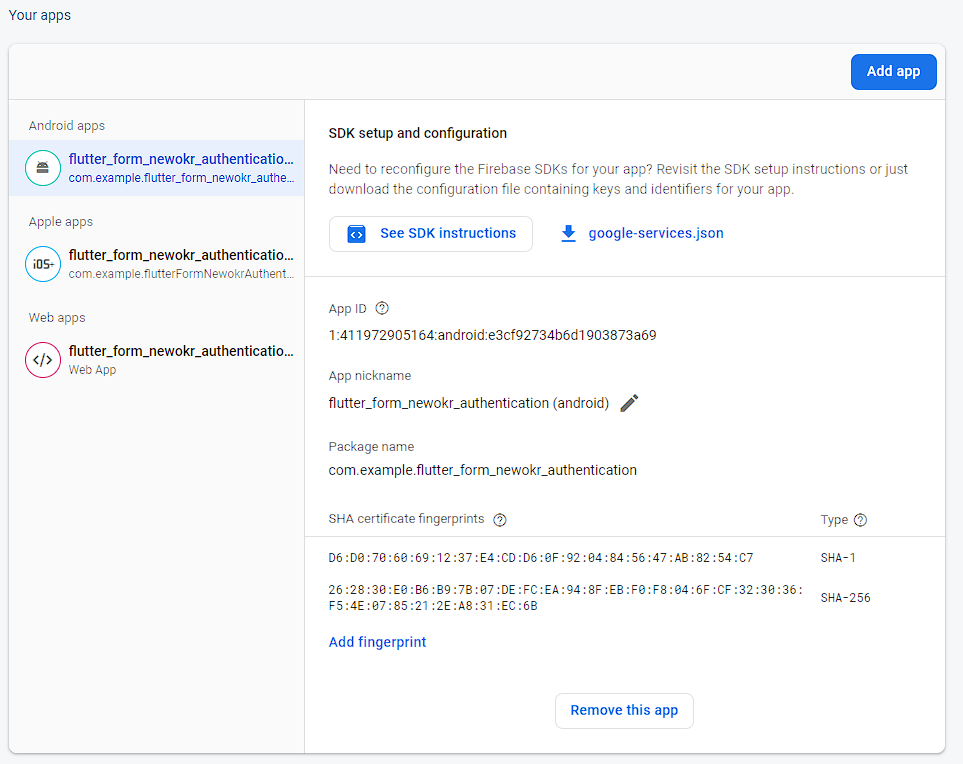 Your apps
Add app
Android apps
flutter_form_newokr_authenticatio...
com.example.flutter_form_newokr_authe...
Apple apps
iOS+
flutter_form_newokr_authenticatio...
com.example.flutterFormNewokrAuthent...
Web apps
</>
flutter_form_newokr_authenticatio...
Web App
SDK setup and configuration
Need to reconfigure the Firebase SDKs for your app? Revisit the SDK setup instructions or just
download the configuration file containing keys and identifiers for your app.
See SDK instructions
google-services.json
App ID
1:411972905164:android:e3cf92734b6d1903873a69
App nickname
flutter_form_newokr_authentication (android)
Package name
com.example.flutter_form_newokr_authentication
SHA certificate fingerprints
Type
D6:D0:70:60:69:12:37:E4:CD:D6:0F:92:04:84:56:47:AB:82:54:C7
SHA-1
26:28:30:E0:B6:B9:7B:07:DE:FC:EA:94:8F:EB:F0:F8:04:6F:CF:32:30:36:
F5:4E:07:85:21:2E:A8:31:EC:6B
SHA-256
Add fingerprint
Remove this app